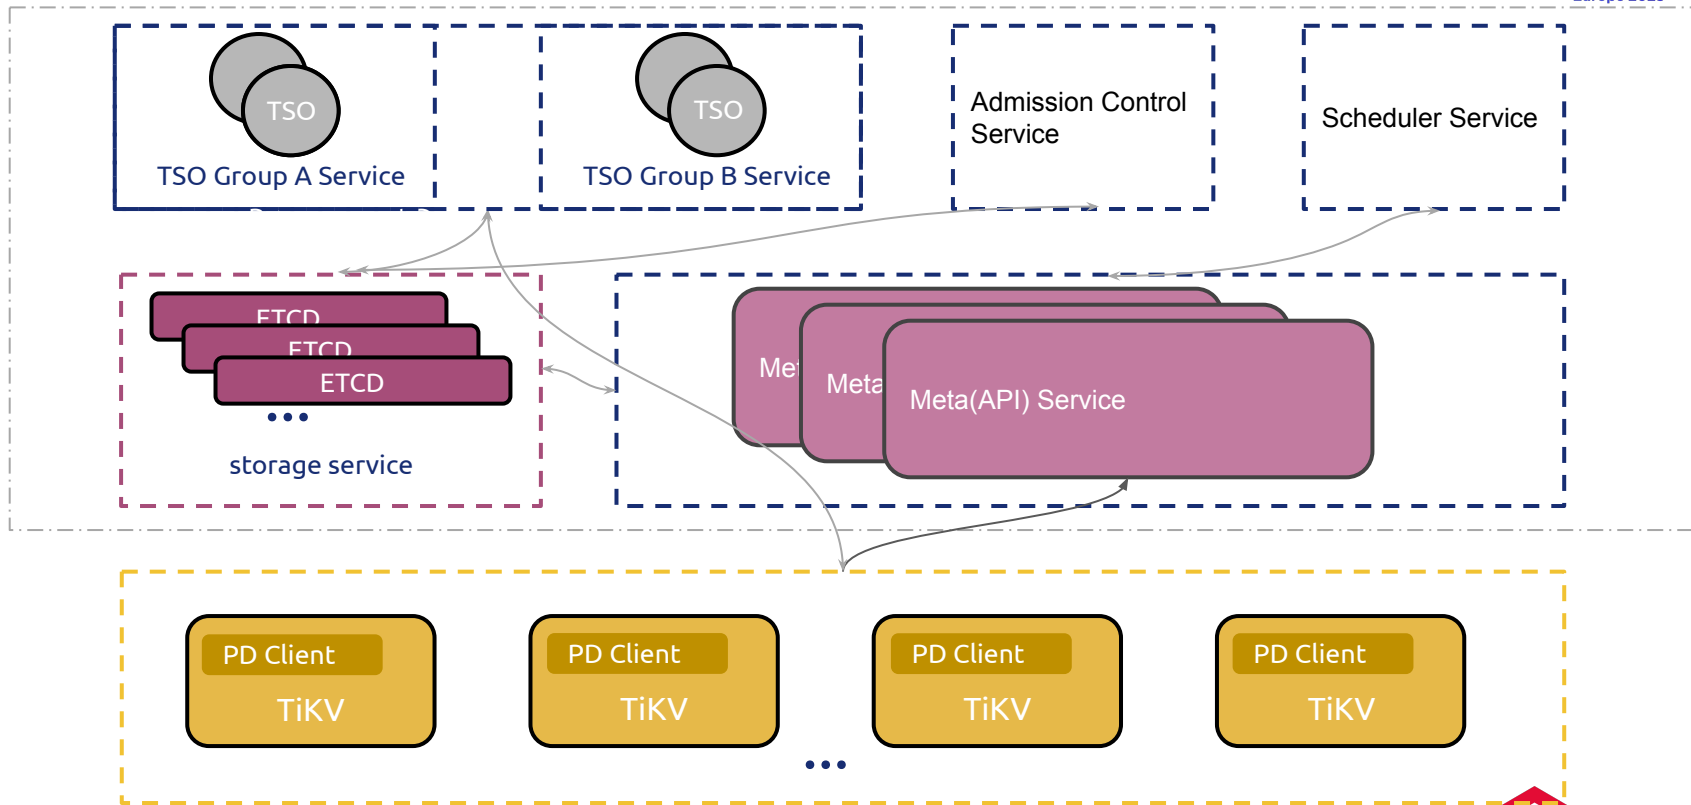 TSO
TSO
Admission Control
Service
Scheduler Service
TSO Group A Service
TSO Group B Service
ETCD
ETCD
ETCD
storage service
Meta
Meta(API) Service
PD Client
PD Client
PD Client
PD Client
TiKV
TiKV
TiKV
TiKV